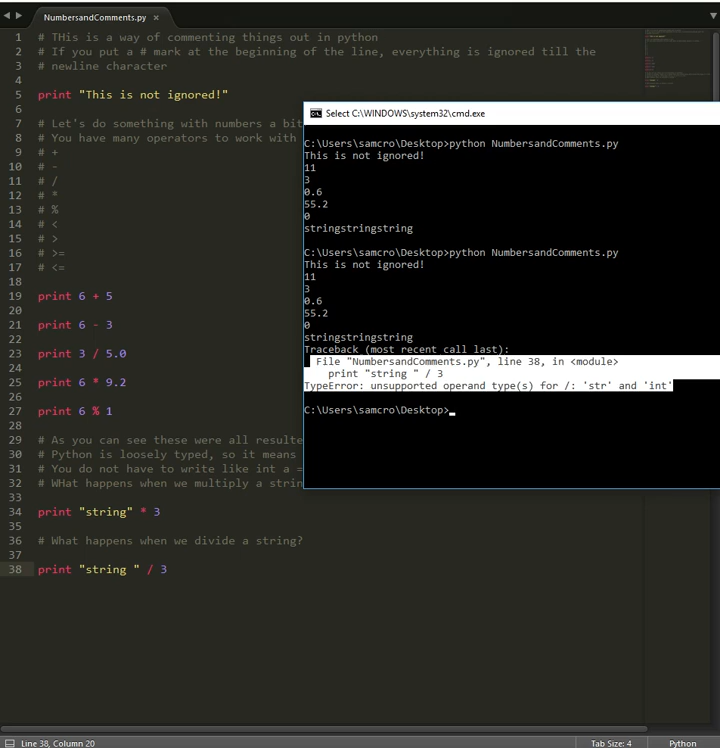 NumbersandComments.py ×
1 # THis is a way of commenting things out in python
2 # If you put a # mark at the beginning of the line, everything is ignored till the
3 # newline character
4
5 print "This is not ignored!"
6
7 # Let's do something with numbers a bit
8 # You have many operators to work with
9 # +
10 # -
11 # /
12 # *
13 # %
14 # <
15 # >
16 # >=
17 # <=
18
19 print 6 + 5
20
21 print 6 - 3
22
23 print 3 / 5.0
24
25 print 6 * 9.2
26
27 print 6 % 1
28
29 # As you can see these were all resulte
30 # Python is loosely typed, so it means
31 # You do not have to write like int a =
32 # WHat happens when we multiply a strin
33
34 print "string" * 3
35
36 # What happens when we divide a string?
37
38 print "string " / 3
Select C:\WINDOWS\system32\cmd.exe
C:\Users\samcro\Desktop>python NumbersandComments.py
This is not ignored!
11
3
0.6
55.2
0
stringstringstring
C:\Users\samcro\Desktop>python NumbersandComments.py
This is not ignored!
11
3
0.6
55.2
0
stringstringstring
Traceback (most recent call last):
File "NumbersandComments.py", line 38, in <module>
print "string " / 3
TypeError: unsupported operand type(s) for /: 'str' and 'int'
C:\Users\samcro\Desktop>
Line 38, Column 20
Tab Size: 4
Python